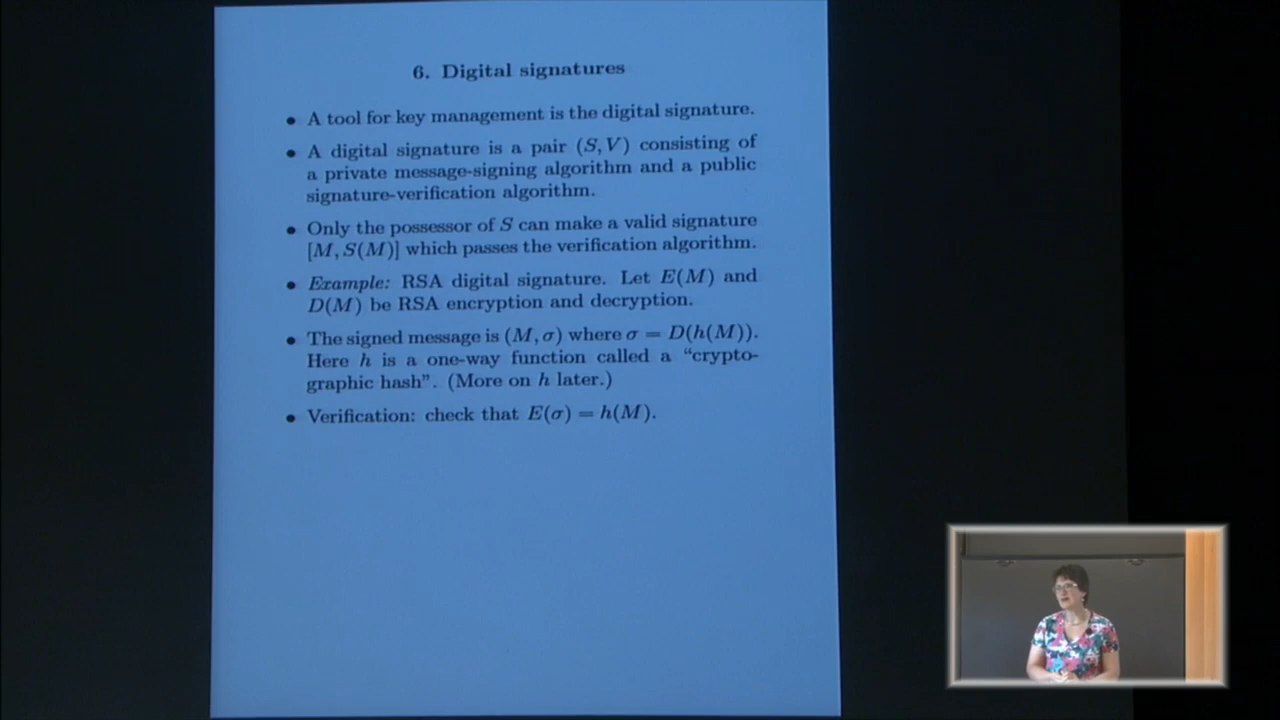 6. Digital signatures
• A tool for key management is the digital signature.
• A digital signature is a pair (S, V) consisting of
a private message-signing algorithm and a public
signature-verification algorithm.
• Only the possessor of S can make a valid signature
[M, S(M)] which passes the verification algorithm.
• Example: RSA digital signature. Let E(M) and
D(M) be RSA encryption and decryption.
• The signed message is (M, σ) where σ = D(h(M)).
Here h is a one-way function called a “crypto-
graphic hash”. (More on h later.)
• Verification: check that E(σ) = h(M).